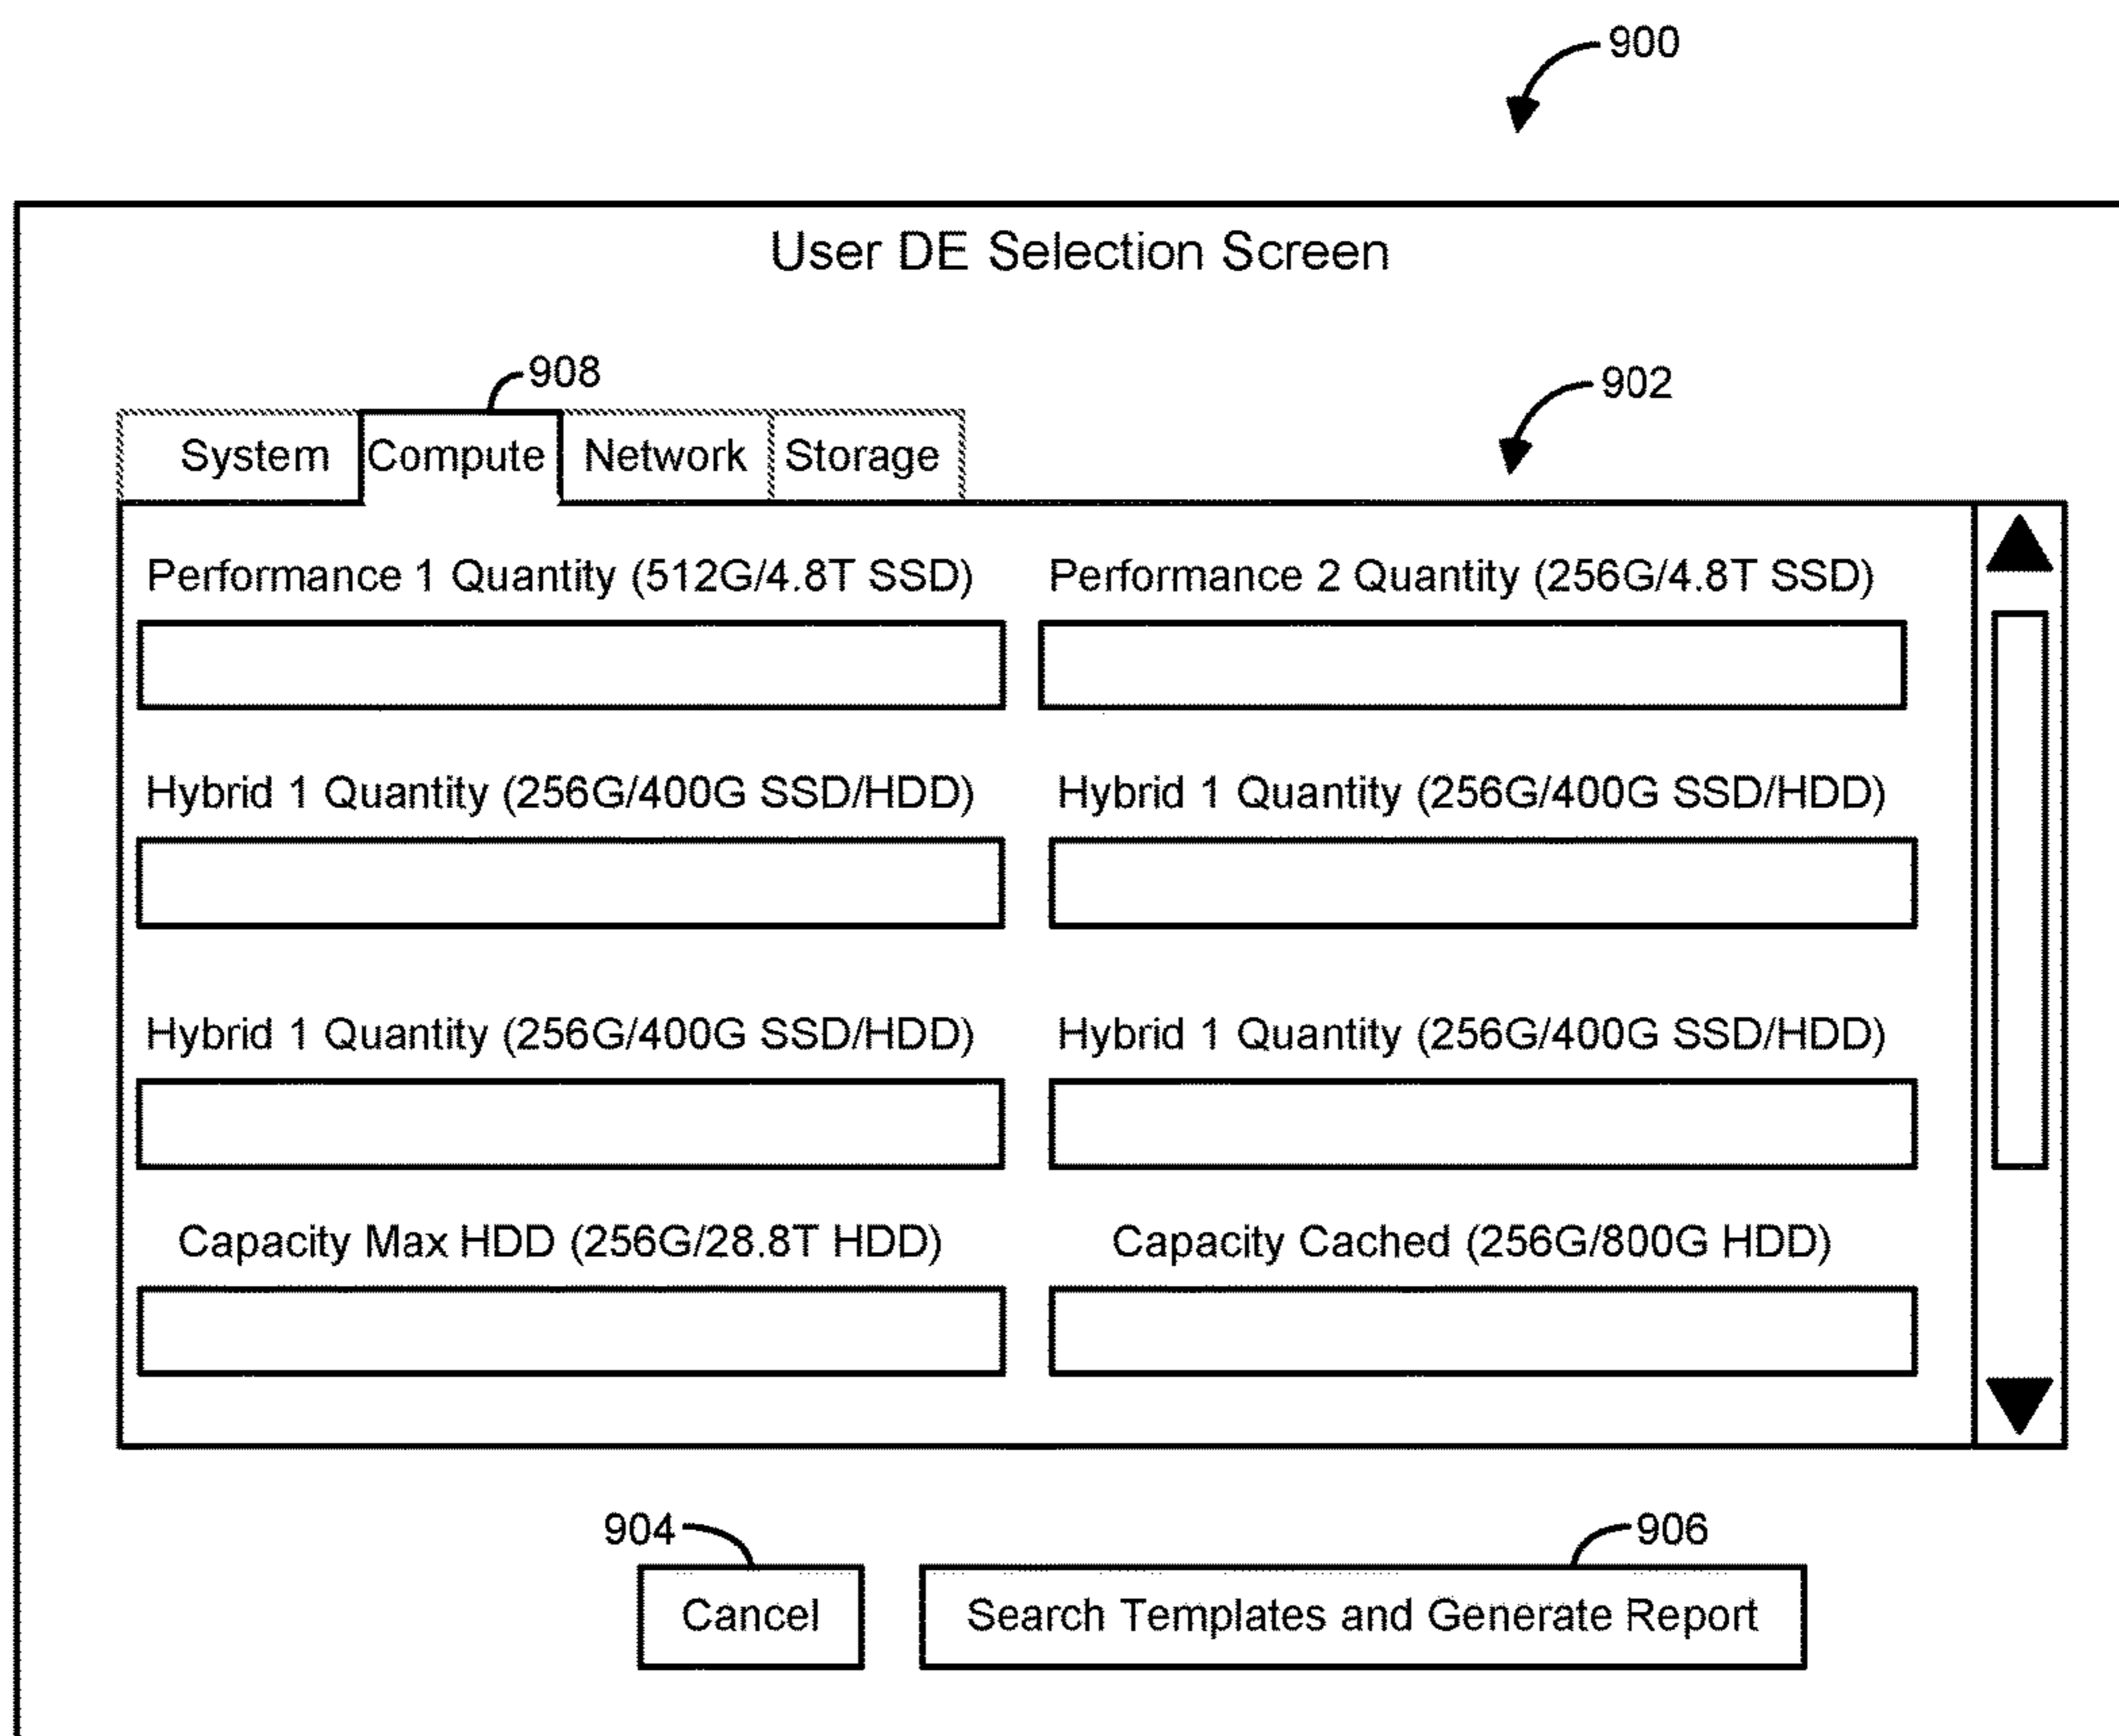 900
User DE Selection Screen
908
902
System Compute Network Storage
Performance 1 Quantity (512G/4.8T SSD) Performance 2 Quantity (256G/4.8T SSD)
Hybrid 1 Quantity (256G/400G SSD/HDD) Hybrid 1 Quantity (256G/400G SSD/HDD)
Hybrid 1 Quantity (256G/400G SSD/HDD) Hybrid 1 Quantity (256G/400G SSD/HDD)
Capacity Max HDD (256G/28.8T HDD) Capacity Cached (256G/800G HDD)
904 906
Cancel Search Templates and Generate Report